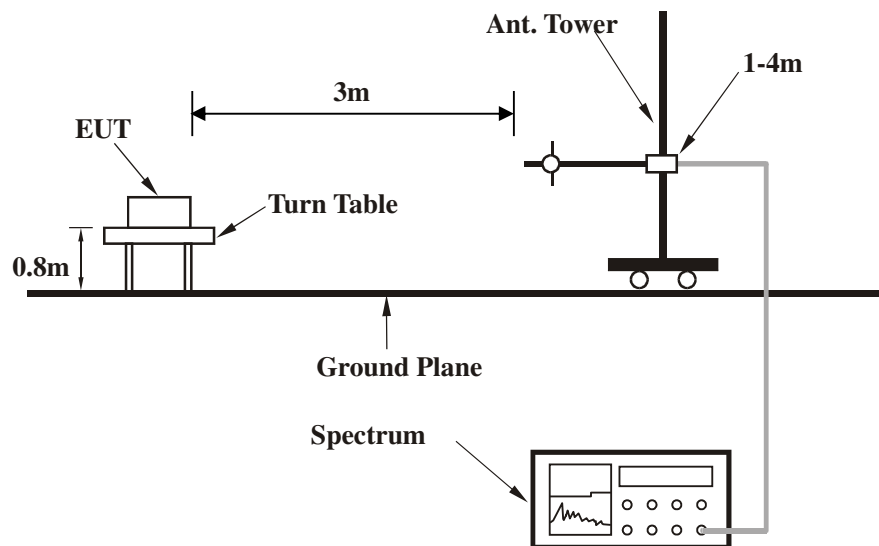 Ant. Tower
1-4m
3m
EUT
Turn Table
0.8m
Ground Plane
Spectrum